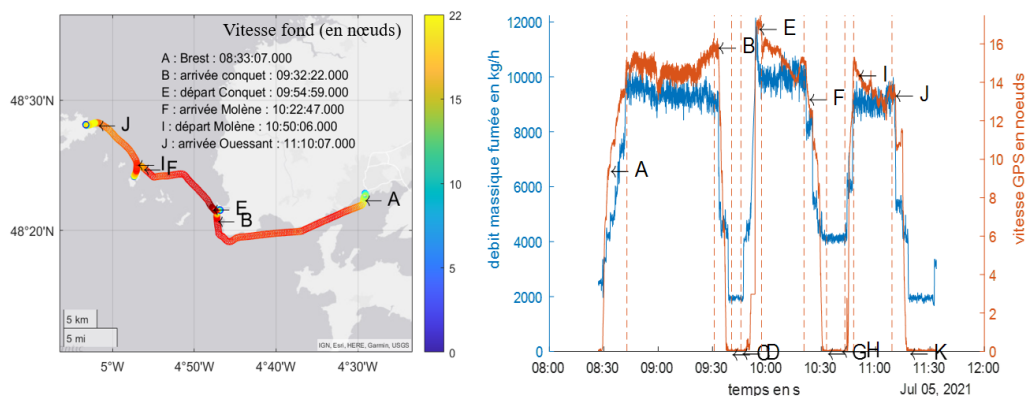 Vitesse fond (en nœuds)
A : Brest : 08:33:07.000
B : arrivée conquet : 09:32:22.000
E : départ Conquet : 09:54:59.000
F : arrivée Molène : 10:22:47.000
I : départ Molène : 10:50:06.000
J : arrivée Ouessant : 11:10:07.000
48°30'N
48°20'N
J
I
F
E
B
A
5 km
5 mi
IGN, Esri, HERE, Garmin, USGS
5°W
4°50'W
4°40'W
4°30'W
22
20
15
10
5
0
debit massique fumée en kg/h
12000
10000
8000
6000
4000
2000
0
A
B
C
D
E
F
G
H
I
J
K
16
14
12
10
8
6
4
2
0
vitesse GPS en noeuds
08:00
08:30
09:00
09:30
10:00
10:30
11:00
11:30
12:00
temps en s
Jul 05, 2021